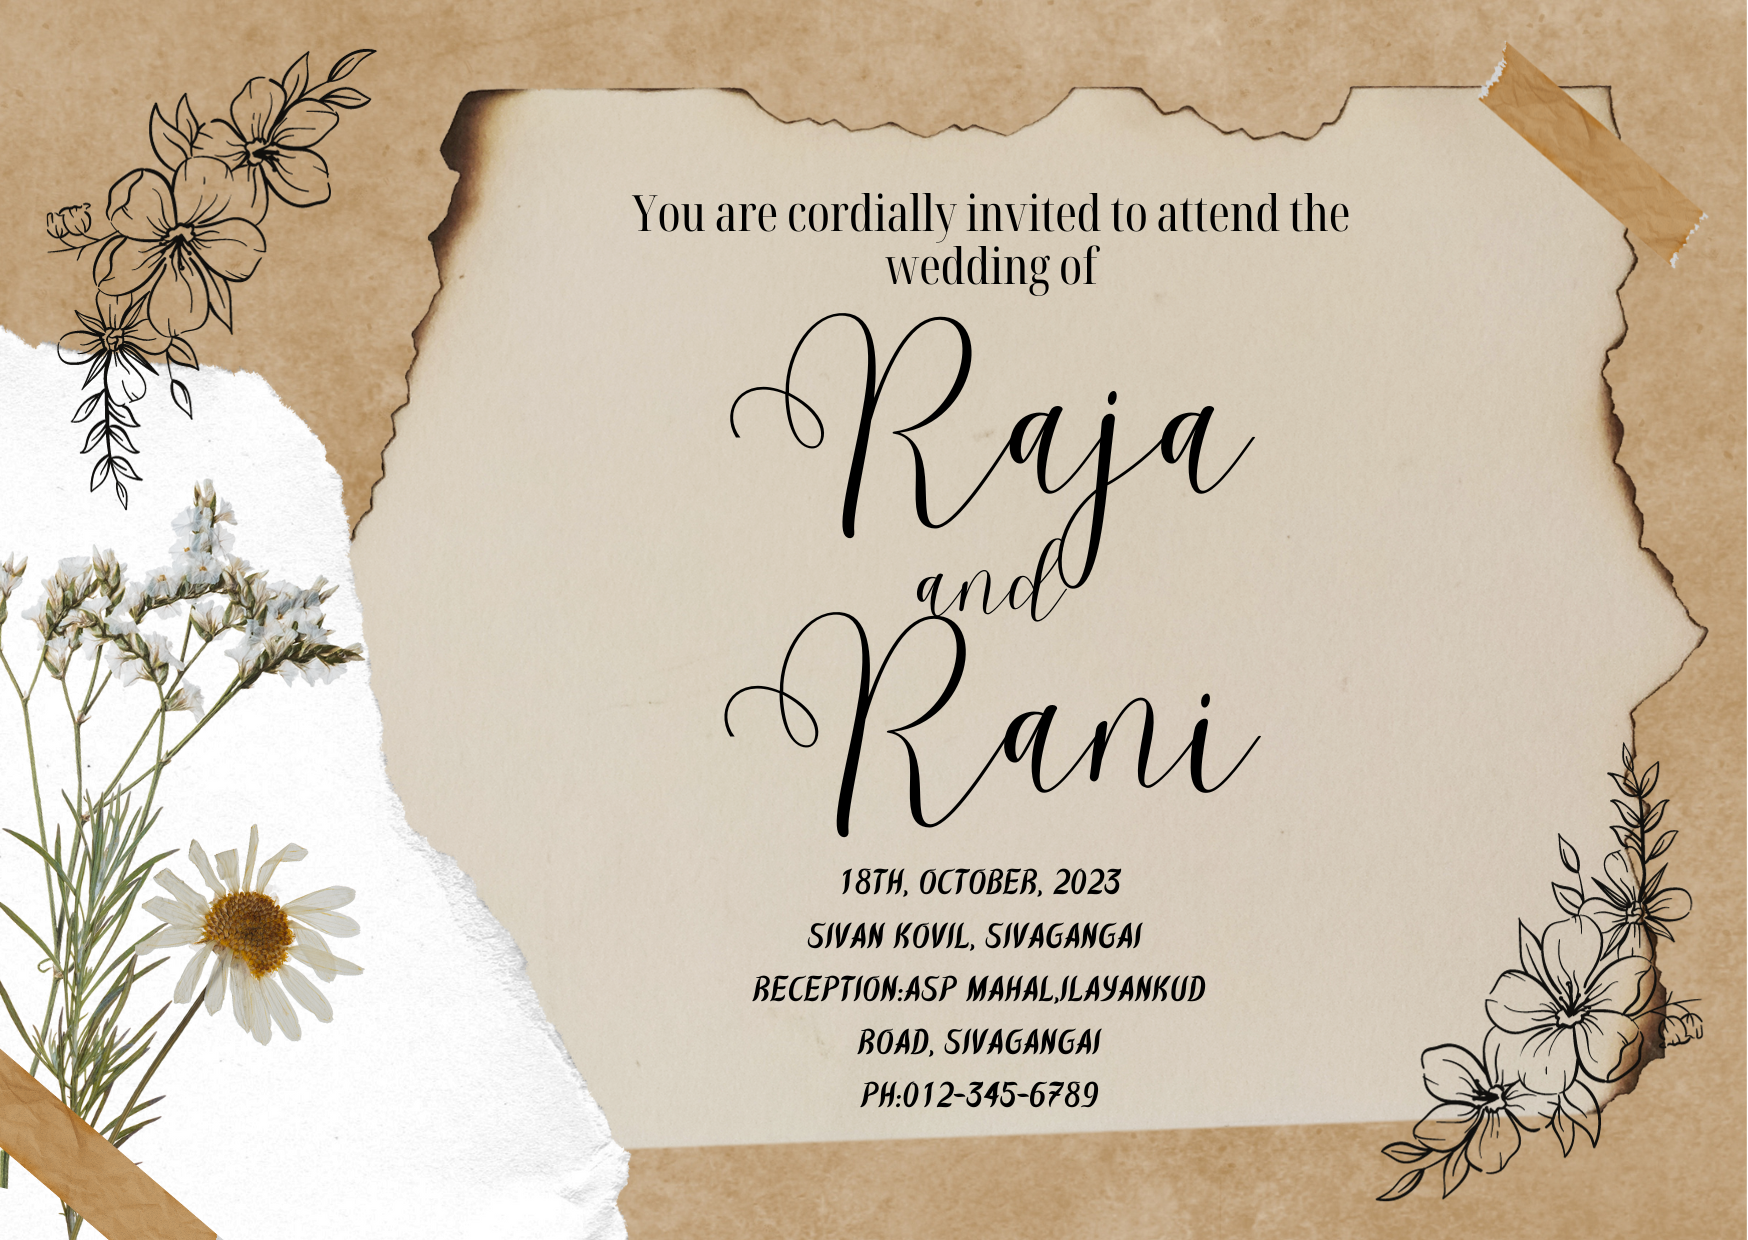 You are cordially invited to attend the
wedding of
Raja
and
Rani
18TH, OCTOBER, 2023
SIVAN KOVIL, SIVAGANGAI
RECEPTION:ASP MAHAL,ILAYANKUD
ROAD, SIVAGANGAI
PH:012-345-6789